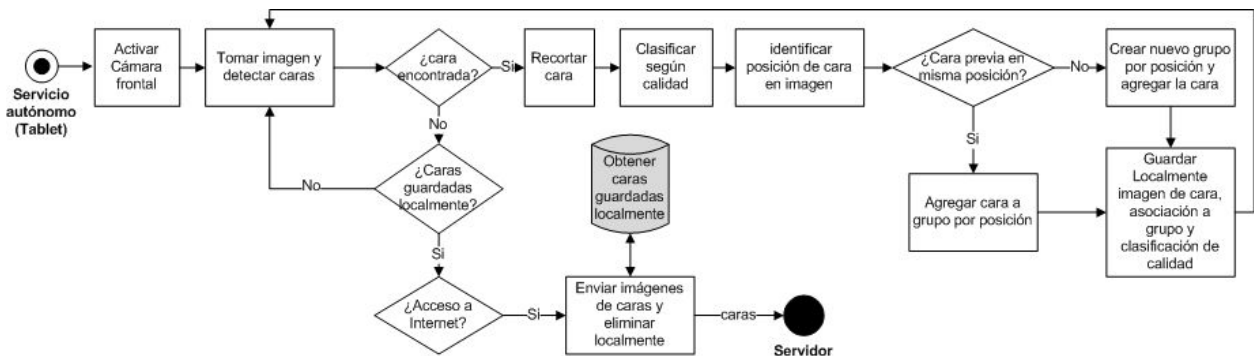 Servicio
autónomo
(Tablet)
Activar
Cámara
frontal
Tomar imagen y
detectar caras
¿cara
encontrada?
Si
No
Recortar
cara
Clasificar
según
calidad
identificar
posición de cara
en imagen
¿Cara previa en
misma posición?
No
Si
Crear nuevo grupo
por posición y
agregar la cara
Agregar cara a
grupo por posición
Guardar
Localmente
imagen de cara,
asociación a
grupo y
clasificación de
calidad
¿Caras
guardadas
localmente?
No
Si
¿Acceso a
Internet?
Si
Obtener
caras
guardadas
localmente
Enviar imágenes
de caras y
eliminar
localmente
caras
Servidor